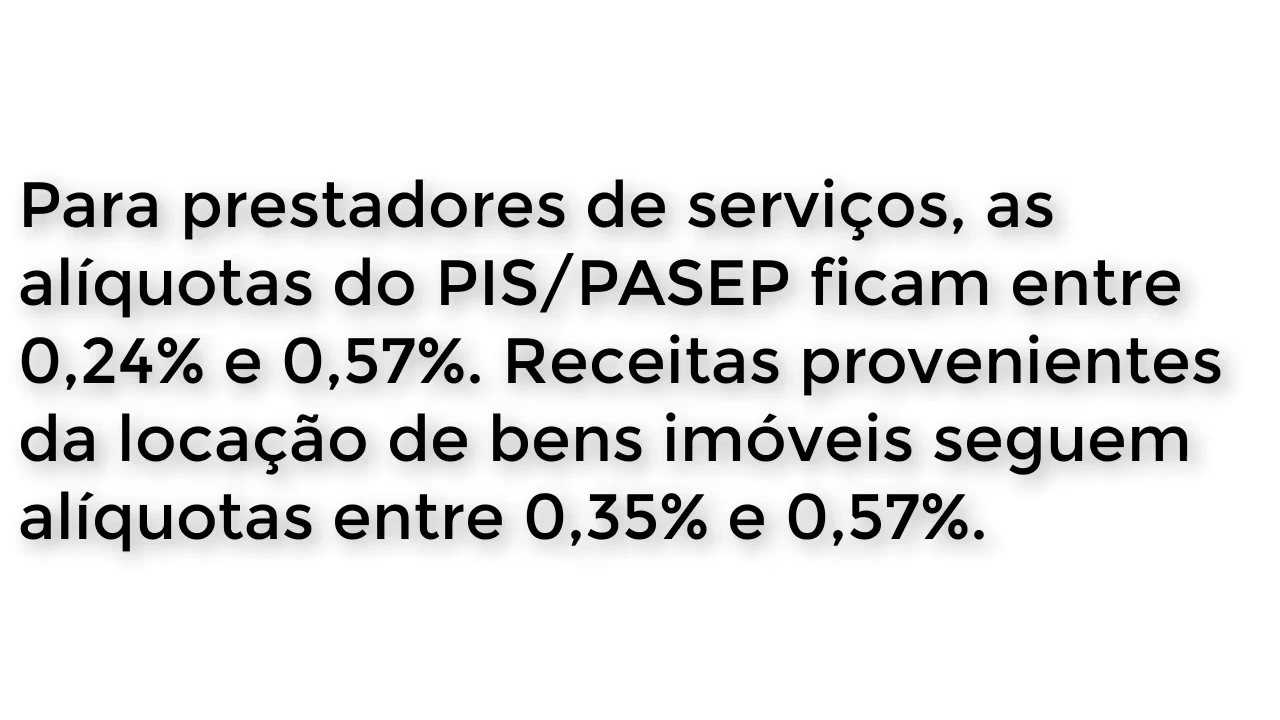 Para prestadores de serviços, as
alíquotas do PIS/PASEP ficam entre
0,24% e 0,57%. Receitas provenientes
da locação de bens imóveis seguem
alíquotas entre 0,35% e 0,57%.